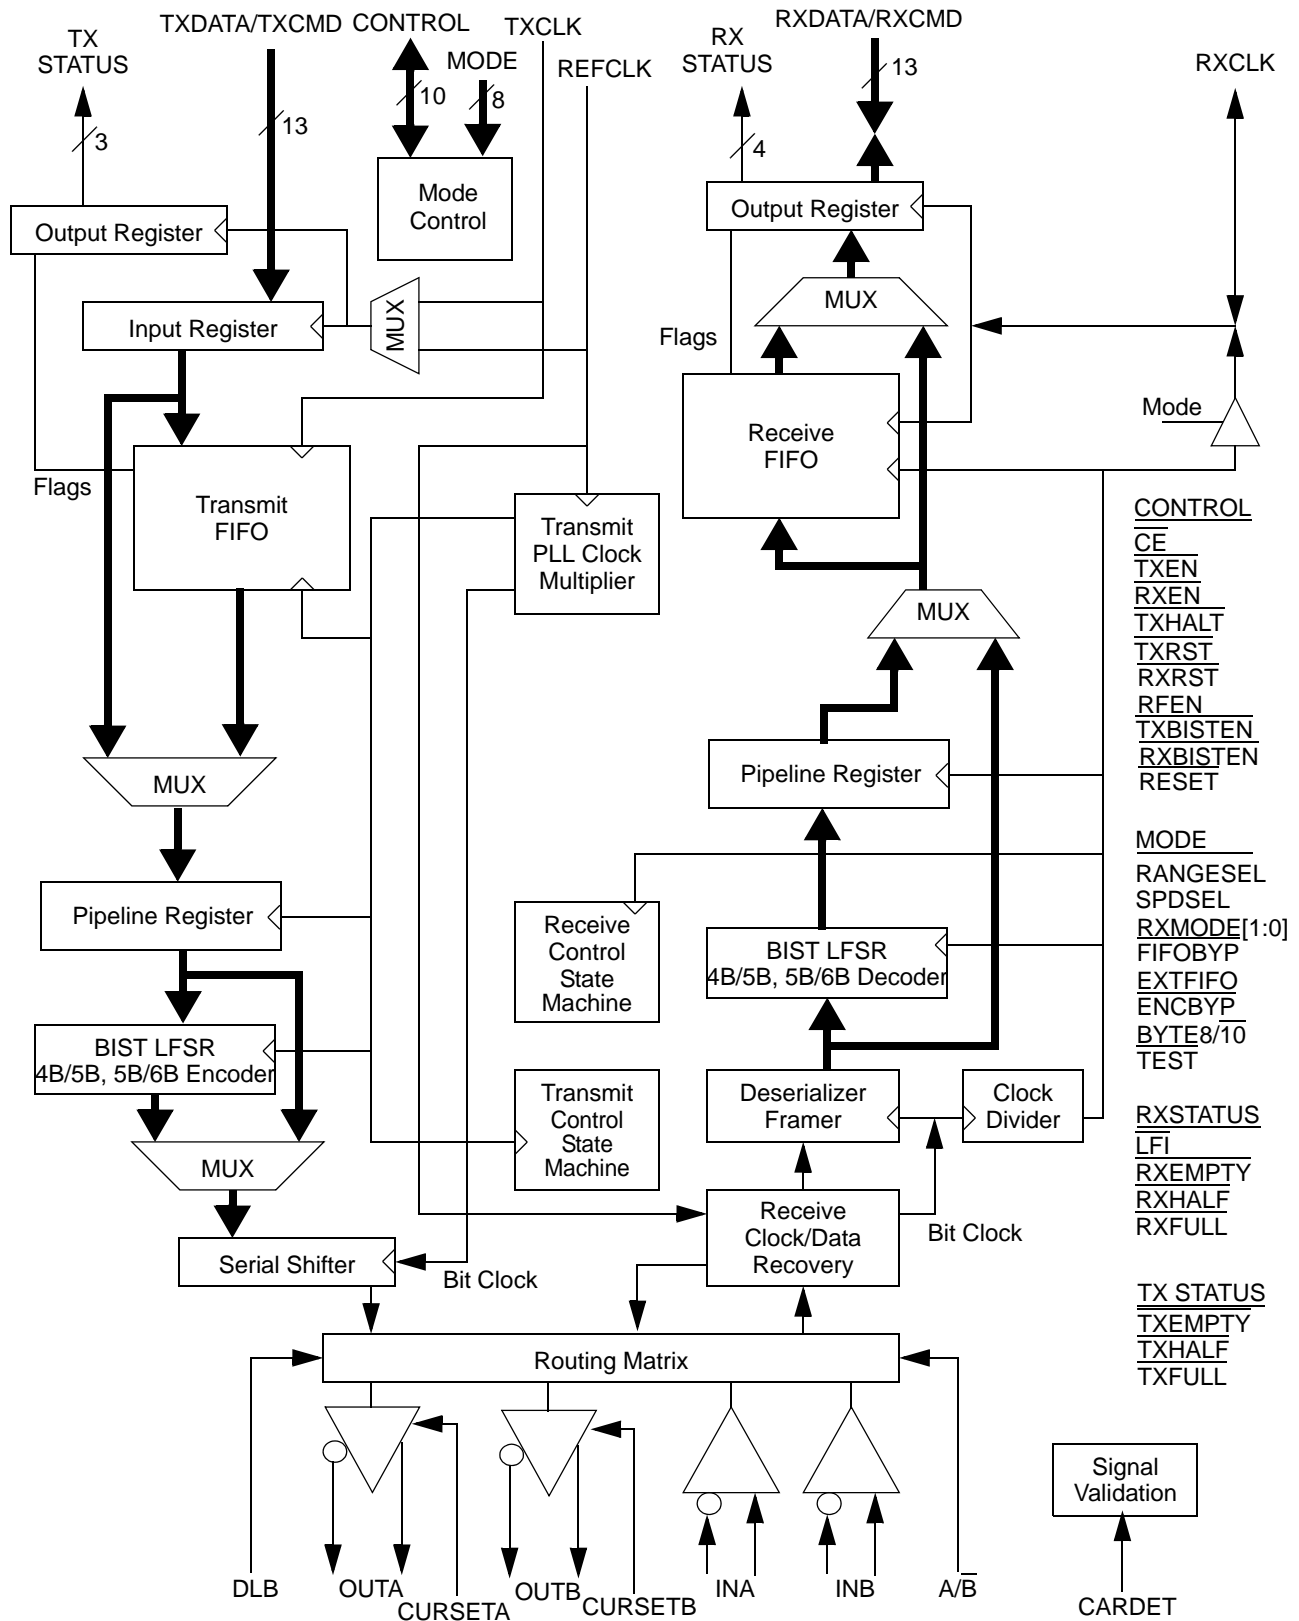 TX
STATUS
TXDATA/TXCMD
CONTROL
TXCLK
MODE
REFCLK
RX
STATUS
RXDATA/RXCMD
RXCLK
3
13
10
8
4
13
Mode
Control
Output Register
Output Register
Input Register
MUX
MUX
Flags
Mode
Receive
FIFO
Flags
Transmit
FIFO
Transmit
PLL Clock
Multiplier
MUX
MUX
Pipeline Register
Pipeline Register
Receive
Control
State
Machine
BIST LFSR
4B/5B, 5B/6B Decoder
BIST LFSR
4B/5B, 5B/6B Encoder
Transmit
Control
State
Machine
Deserializer
Framer
Clock
Divider
MUX
Receive
Clock/Data
Recovery
Bit Clock
Serial Shifter
Bit Clock
Routing Matrix
DLB
OUTA
CURSETA
OUTB
CURSETB
INA
INB
A/B̅
Signal
Validation
CARDET
CONTROL
C̅E̅
TXEN
RXEN
TXHALT
TXRST
RXRST
RFEN
TXBISTEN
RXBISTEN
RESET
MODE
RANGESEL
SPDSEL
RXMODE[1:0]
FIFOBYP
EXTFIFO
ENCBYP
BYTE8/1̅0̅
TEST
RXSTATUS
L̅F̅I̅
RXEMPTY
RXHALF
RXFULL
TX STATUS
TXEMPTY
TXHALF
TXFULL